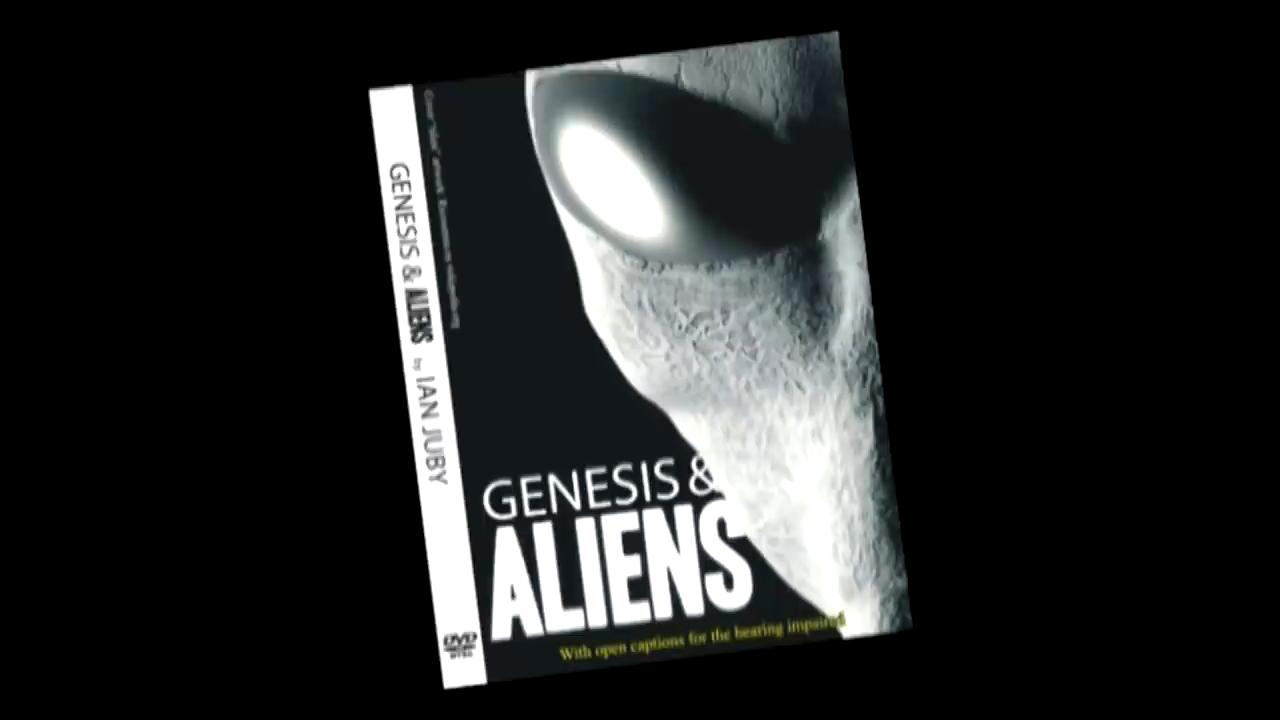 GENESIS & ALIENS by IAN JUBY
DVD
GENESIS &
ALIENS
With open captions for the hearing impaired